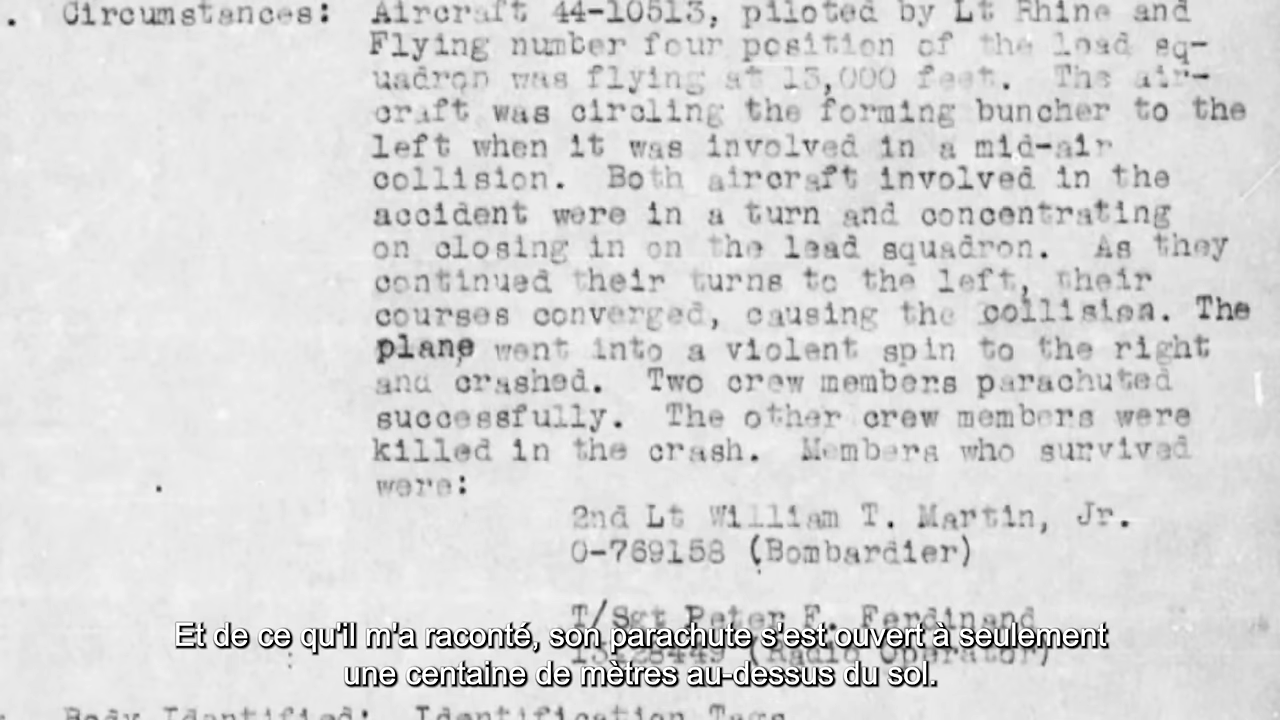 . Circumstances: Aircraft 44-10513, piloted by Lt Rhine and
Flying number four position of the lead sq-
uadron was flying at 13,000 feet. The air-
craft was circling the forming buncher to the
left when it was involved in a mid-air
collision. Both aircraft involved in the
accident were in a turn and concentrating
on closing in on the lead squadron. As they
continued their turns to the left, their
courses converged, causing the collision. The
plane went into a violent spin to the right
and crashed. Two crew members parachuted
successfully. The other crew members were
killed in the crash. Members who survived
were:
2nd Lt William T. Martin, Jr.
O-769158 (Bombardier)
T/Sgt Peter F. Ferdinand
(Radio Operator)
Et de ce qu'il m'a raconté, son parachute s'est ouvert à seulement
une centaine de mètres au-dessus du sol.
Body Identified: Identification Tags